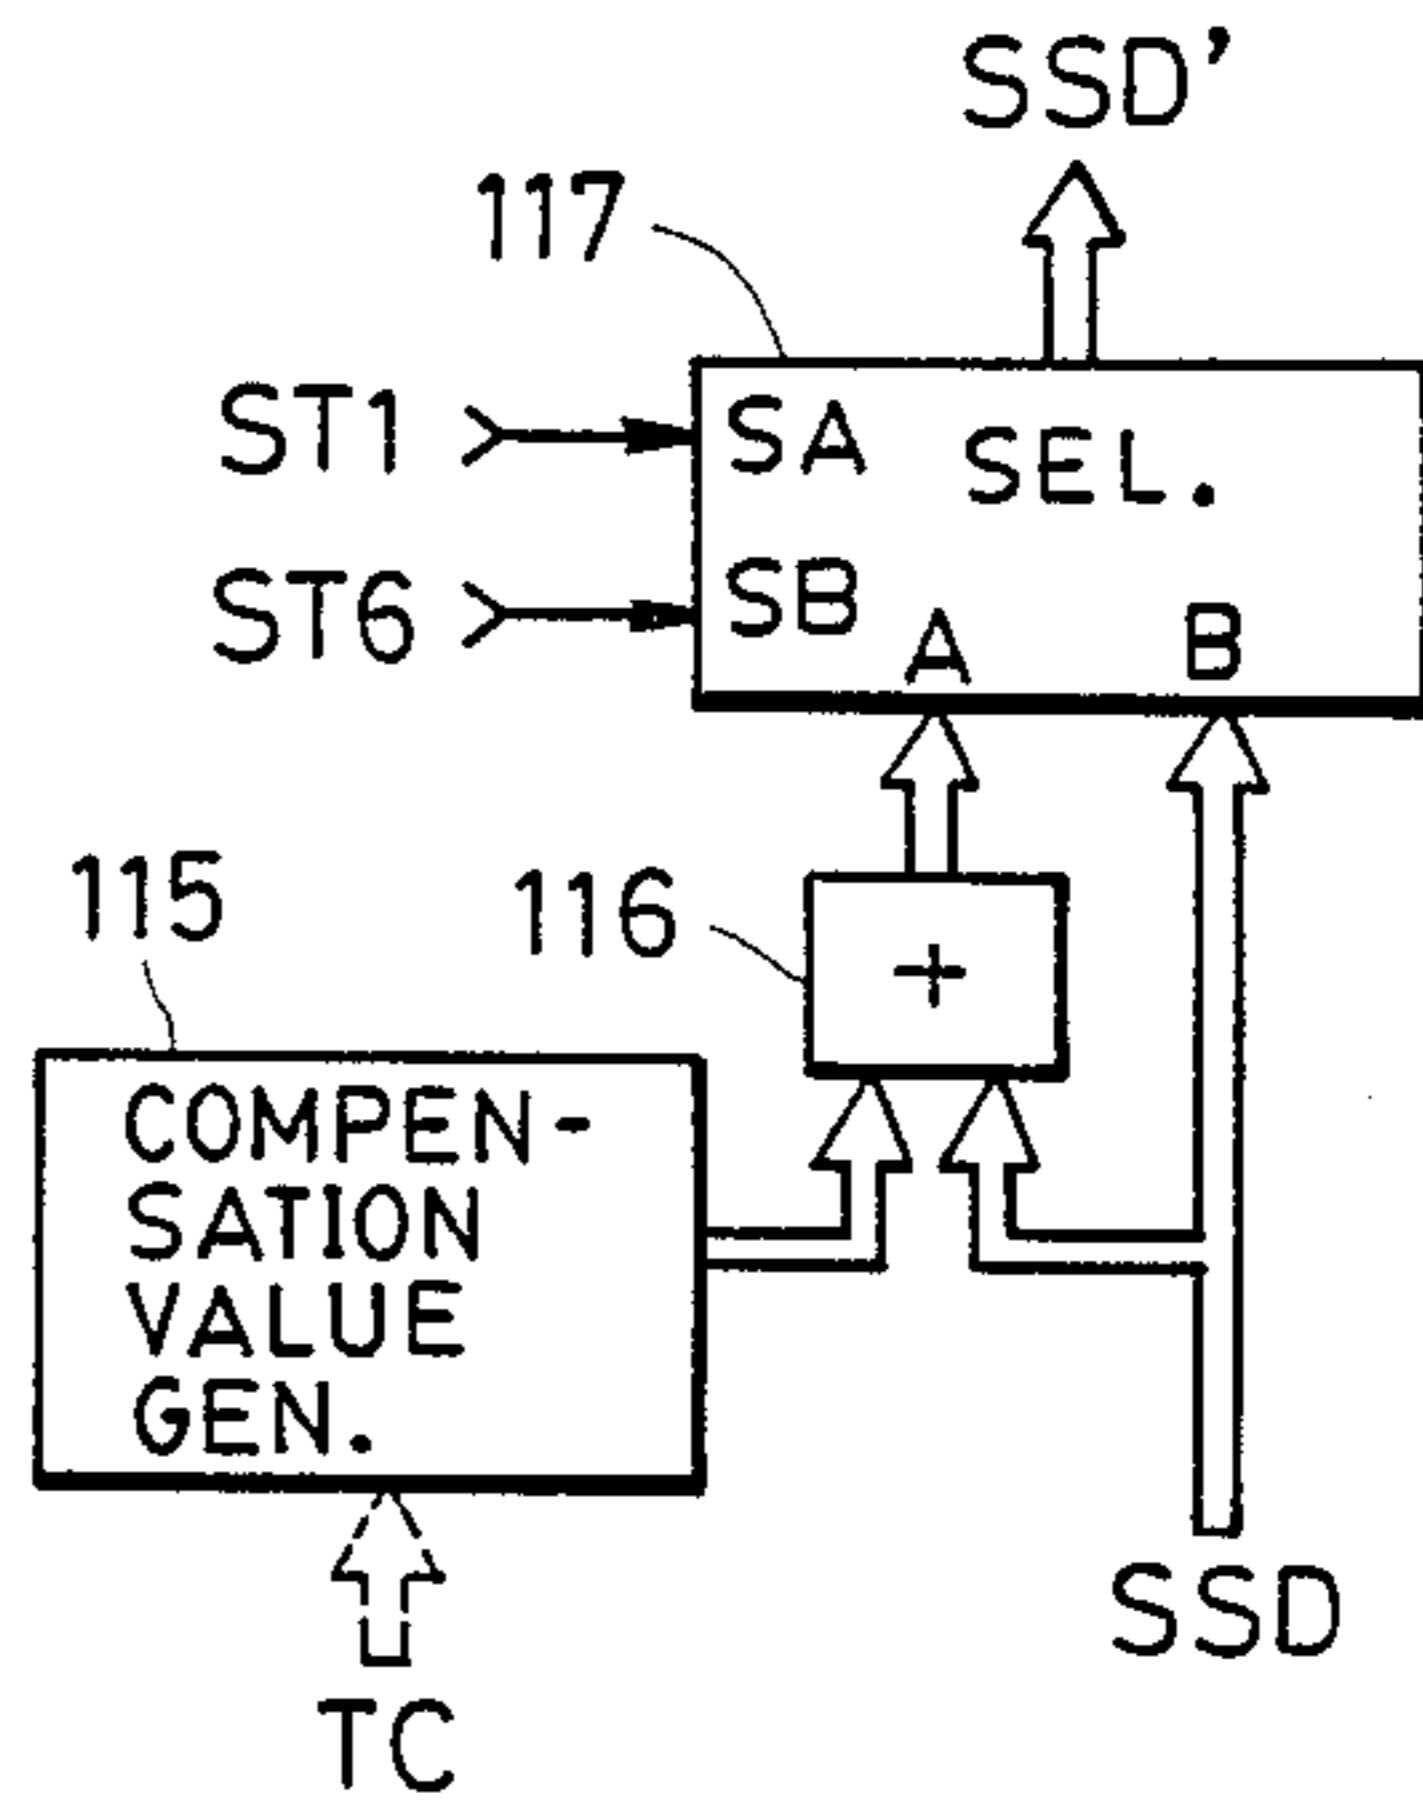 SSD'
117
ST1
SA
SEL.
ST6
SB
A
B
115
116
+
COMPEN-
SATION
VALUE
GEN.
SSD
TC